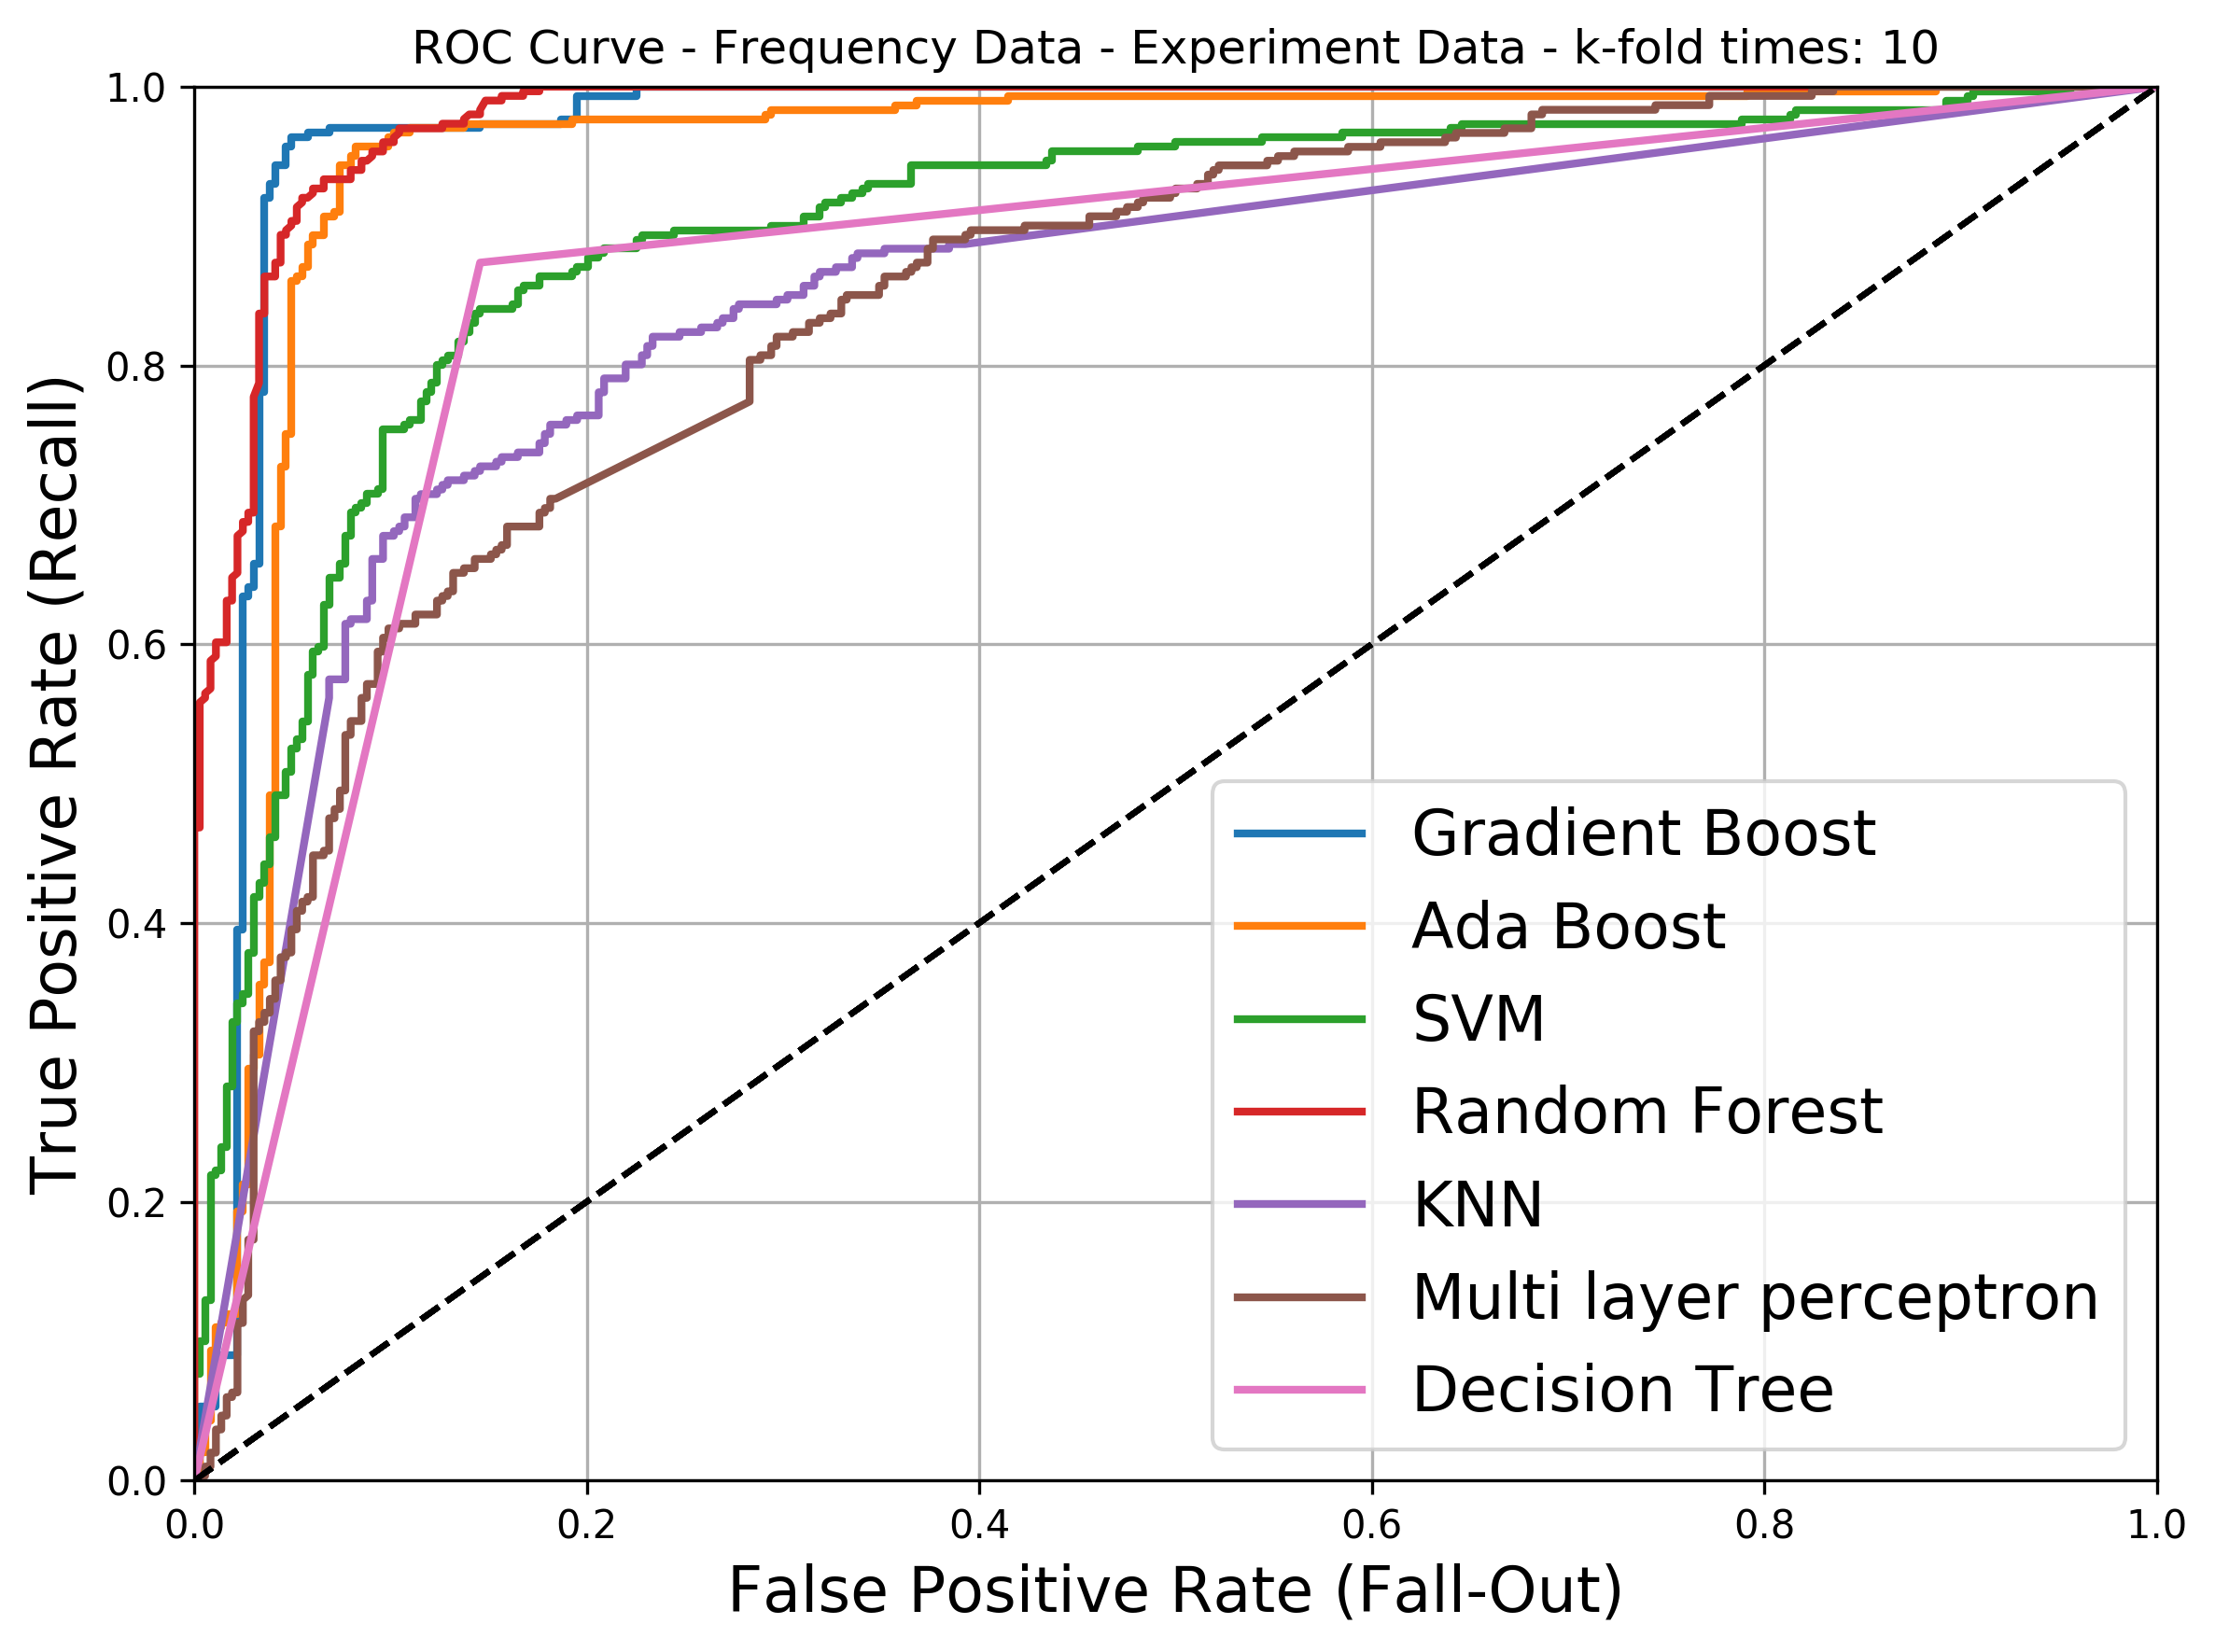 ROC Curve - Frequency Data - Experiment Data - k-fold times: 10
True Positive Rate (Recall)
1.0
0.8
0.6
0.4
0.2
0.0
0.0 0.2 0.4 0.6 0.8 1.0
False Positive Rate (Fall-Out)
Gradient Boost
Ada Boost
SVM
Random Forest
KNN
Multi layer perceptron
Decision Tree